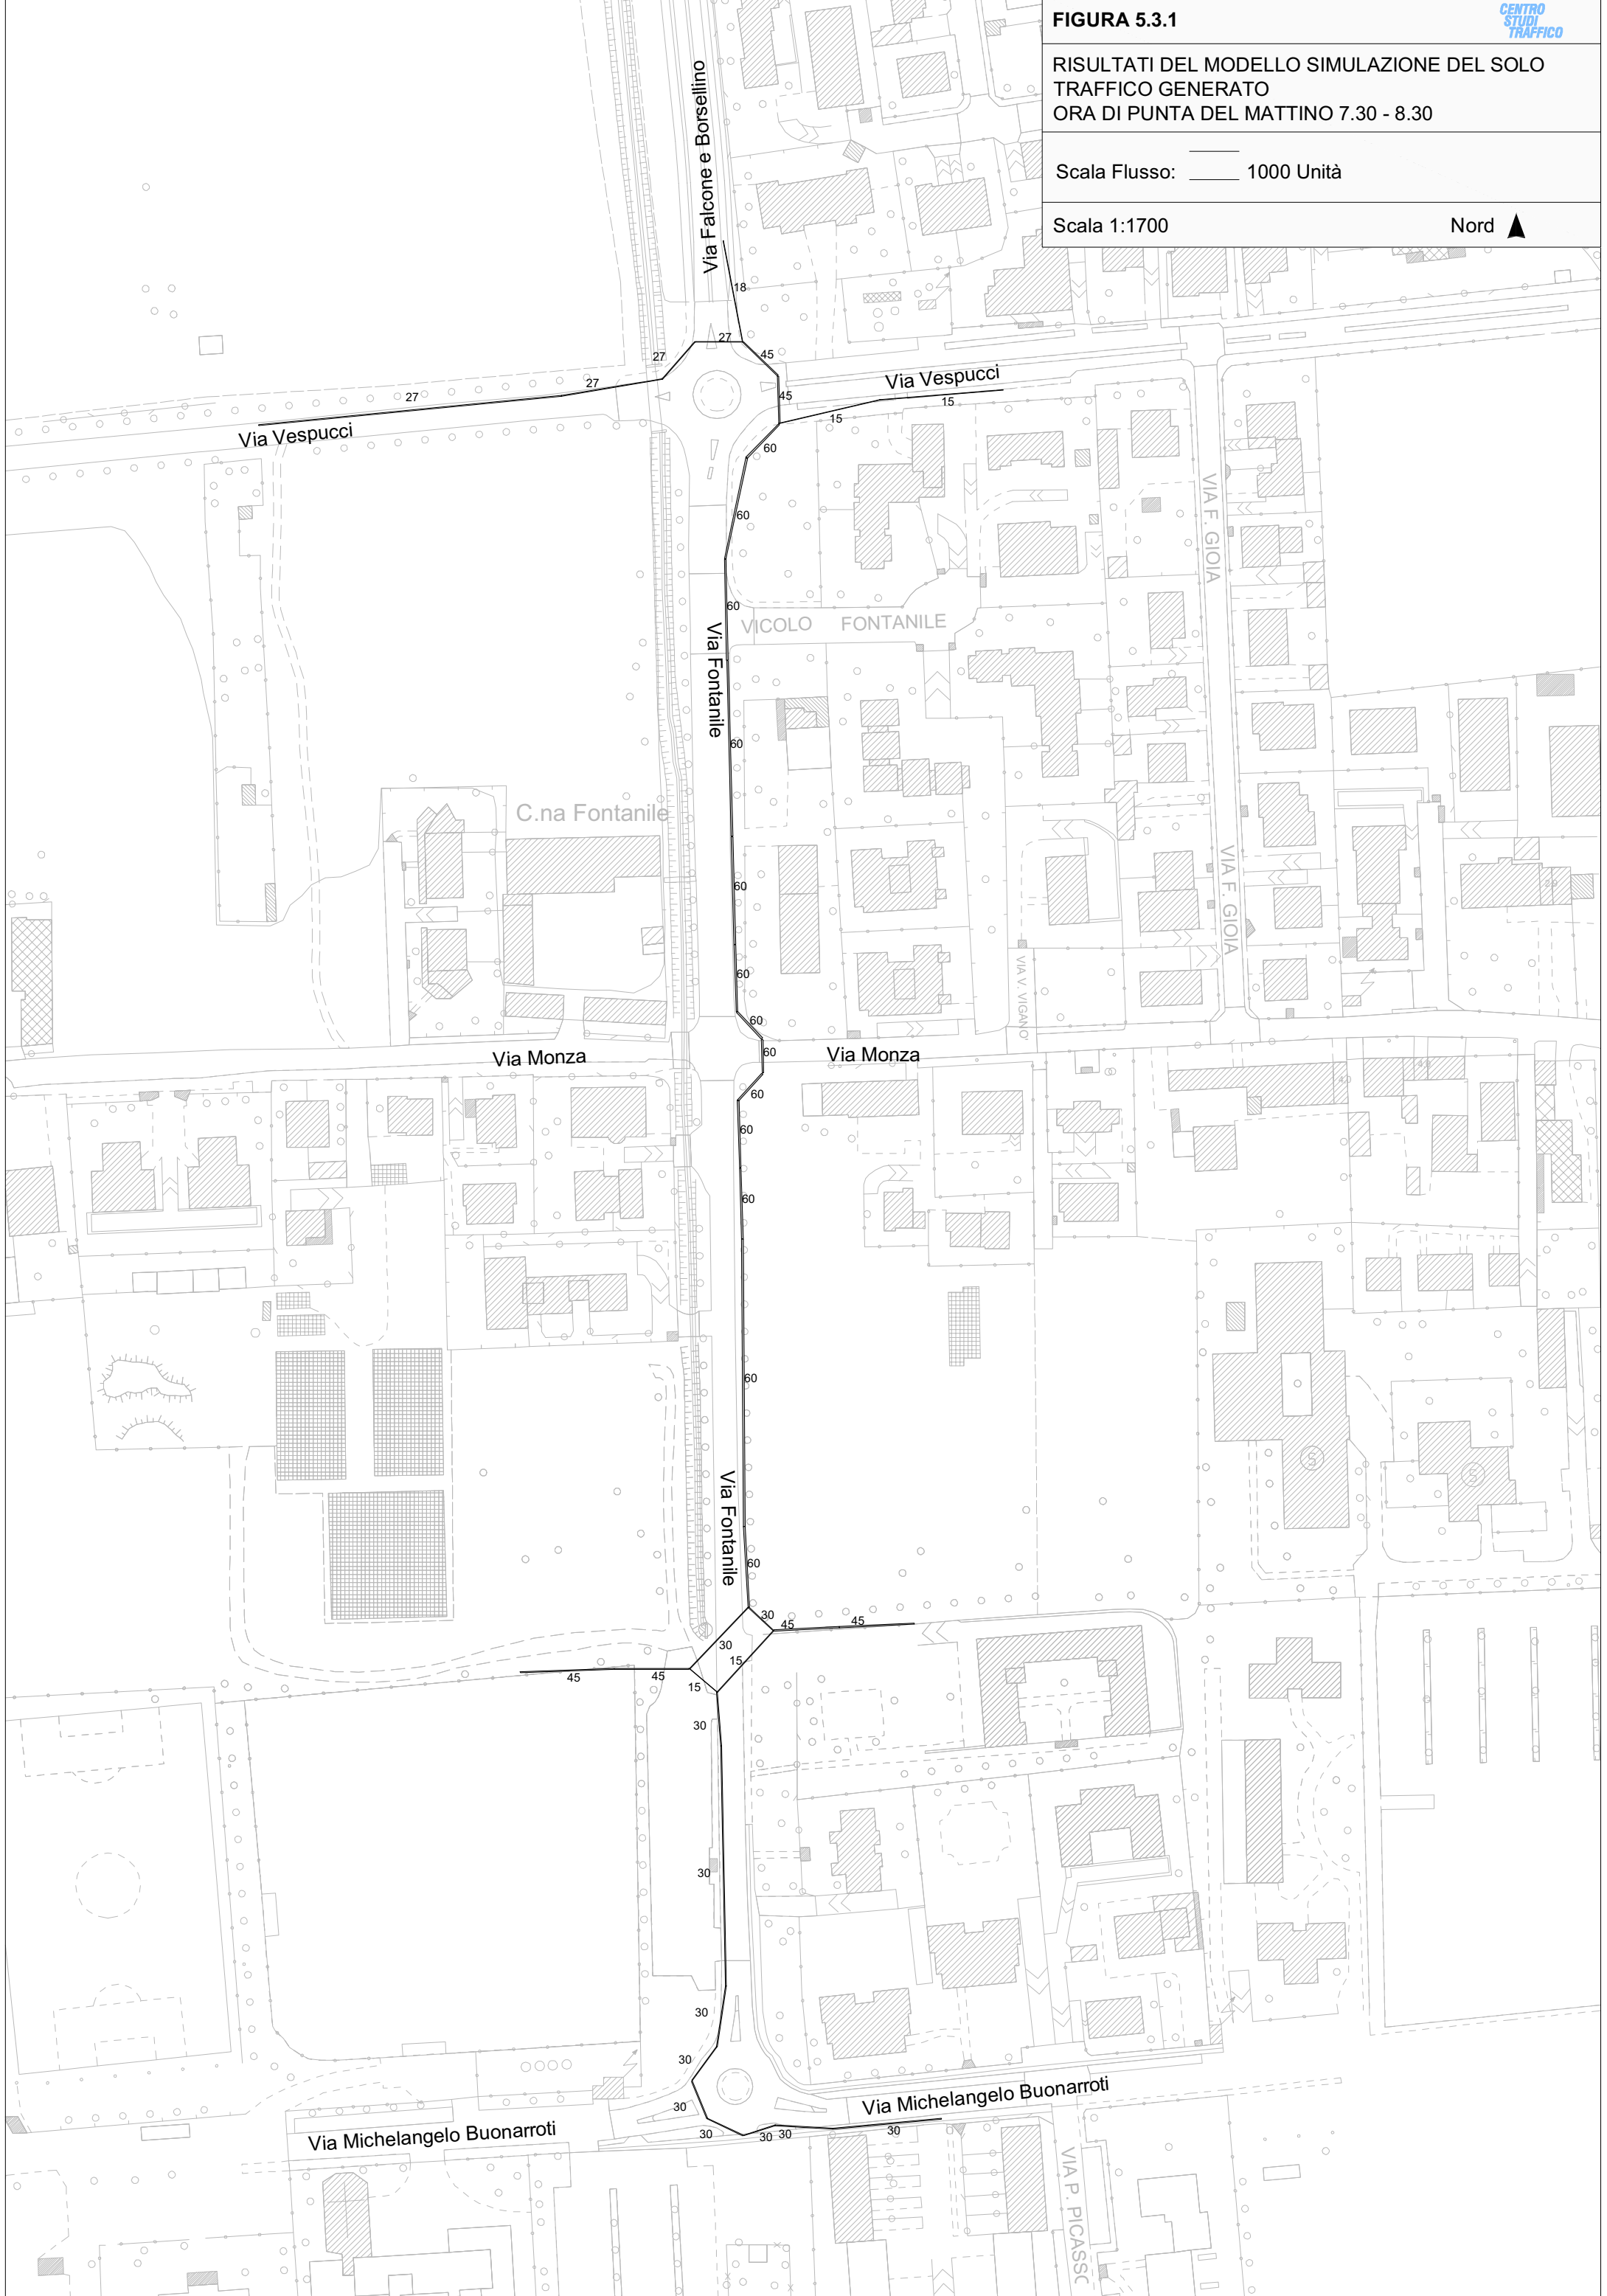 FIGURA 5.3.1
CENTRO
STUDI
TRAFFICO
RISULTATI DEL MODELLO SIMULAZIONE DEL SOLO
TRAFFICO GENERATO
ORA DI PUNTA DEL MATTINO 7.30 - 8.30
Scala Flusso: 1000 Unità
Scala 1:1700 Nord
Via Falcone e Borsellino
18
27
45
27
27
27
45
Via Vespucci
15
15
Via Vespucci
60
60
VIA F. GIOIA
60
VICOLO FONTANILE
Via Fontanile
60
C.na Fontanile
60
VIA F. GIOIA
60
VIA V. VIGANO'
60
60
Via Monza
Via Monza
60
60
60
60
Via Fontanile
60
30
45
45
30
15
45
45
15
30
S
S
30
30
30
30
30
30
30
30
Via Michelangelo Buonarroti
Via Michelangelo Buonarroti
VIA P. PICASSO